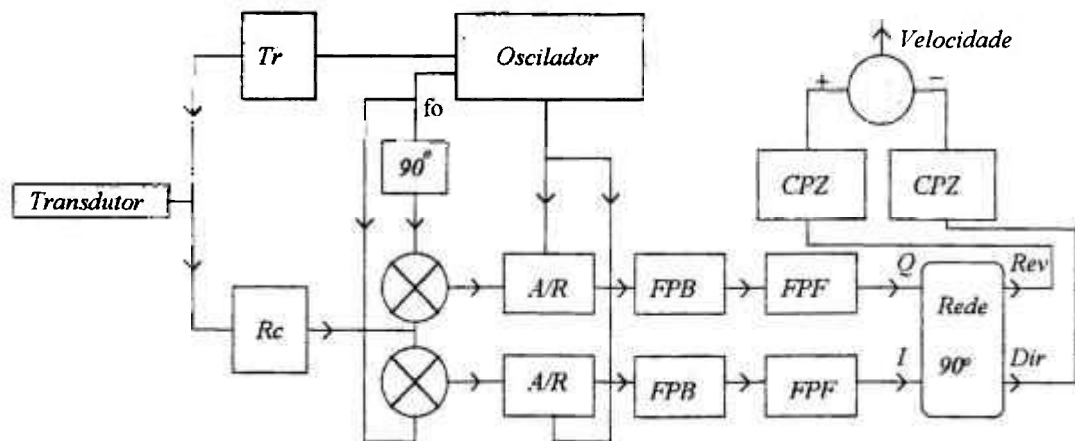 Tr
Oscilador
Velocidade
+
−
fo
90°
CPZ
CPZ
Transdutor
Q
Rev
A/R
FPB
FPF
Rede
Rc
90°
I
Dir
A/R
FPB
FPF